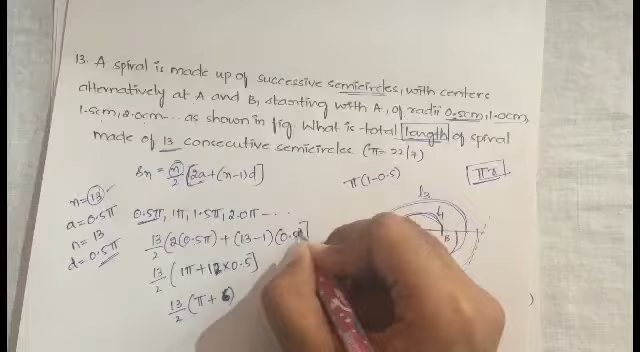 13. A spiral is made up of successive semicircles, with centers
alternatively at A and B, starting with A, of radii 0.5cm, 1.0cm,
1.5cm, 2.0cm... as shown in fig What is total length of spiral
made of 13 consecutive semicircles (π = 22/7)
Sn = n/2 [2a+(n-1)d]
π(1-0.5)
πr
n=13
a=0.5π
n=13
d=0.5π
0.5π, 1π, 1.5π, 2.0π ...
13/2 (2(0.5π) + (13-1)(0.5π]
13/2 (1π+12×0.5]
13/2 (π+6)
l3
B